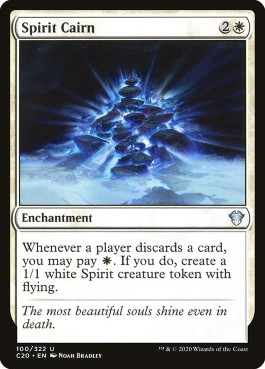 Spirit Cairn 2
Enchantment
Whenever a player discards a card,
you may pay . If you do, create a
1/1 white Spirit creature token with
flying.
The most beautiful souls shine even in
death.
100/322 U
C20 • EN Noah Bradley
™ & © 2020 Wizards of the Coast